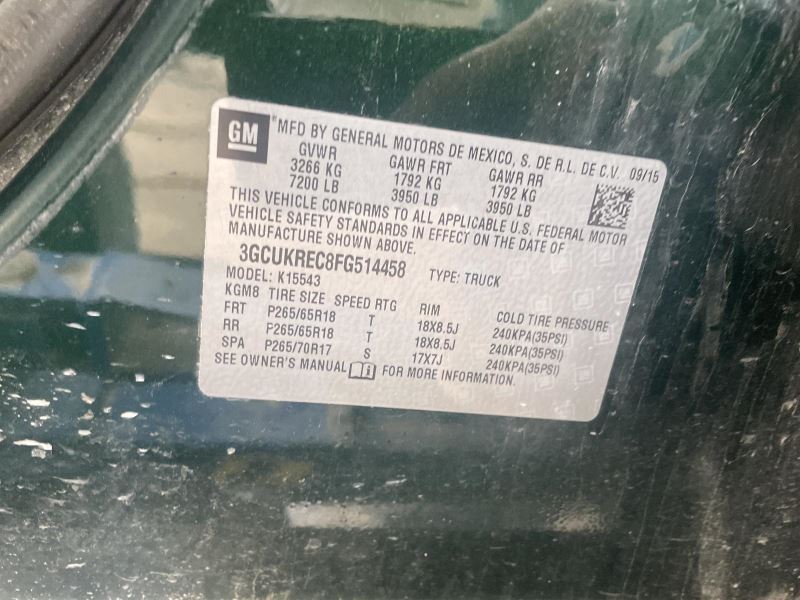 GM
MFD BY GENERAL MOTORS DE MEXICO, S. DE R.L. DE C.V. 09/15
GVWR GAWR FRT GAWR RR
3266 KG 1792 KG 1792 KG
7200 LB 3950 LB 3950 LB
THIS VEHICLE CONFORMS TO ALL APPLICABLE U.S. FEDERAL MOTOR
VEHICLE SAFETY STANDARDS IN EFFECT ON THE DATE OF
MANUFACTURE SHOWN ABOVE.
3GCUKREC8FG514458 TYPE: TRUCK
MODEL: K15543
KGM8 TIRE SIZE SPEED RTG RIM COLD TIRE PRESSURE
FRT P265/65R18 T 18X8.5J 240KPA(35PSI)
RR P265/65R18 T 18X8.5J 240KPA(35PSI)
SPA P265/70R17 S 17X7J 240KPA(35PSI)
SEE OWNER'S MANUAL FOR MORE INFORMATION.